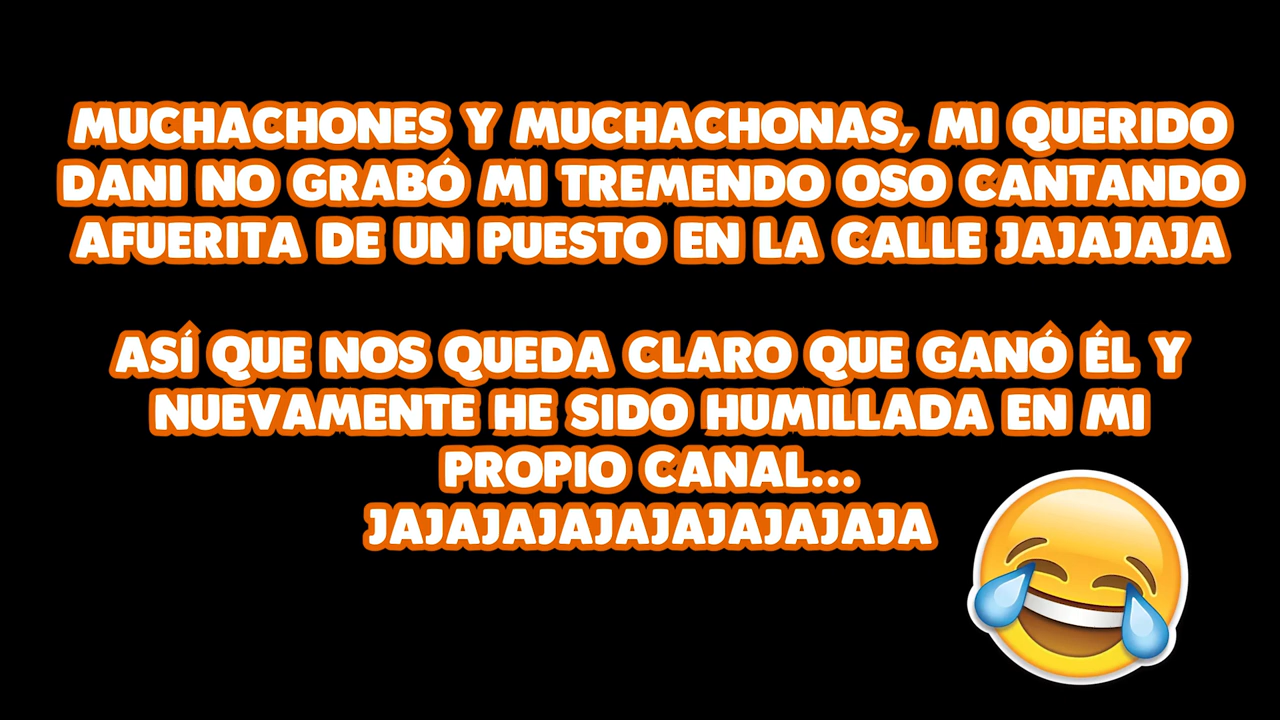 MUCHACHONES Y MUCHACHONAS, MI QUERIDO
DANI NO GRABÓ MI TREMENDO OSO CANTANDO
AFUERITA DE UN PUESTO EN LA CALLE JAJAJAJA
ASÍ QUE NOS QUEDA CLARO QUE GANÓ ÉL Y
NUEVAMENTE HE SIDO HUMILLADA EN MI
PROPIO CANAL...
JAJAJAJAJAJAJAJAJAJA